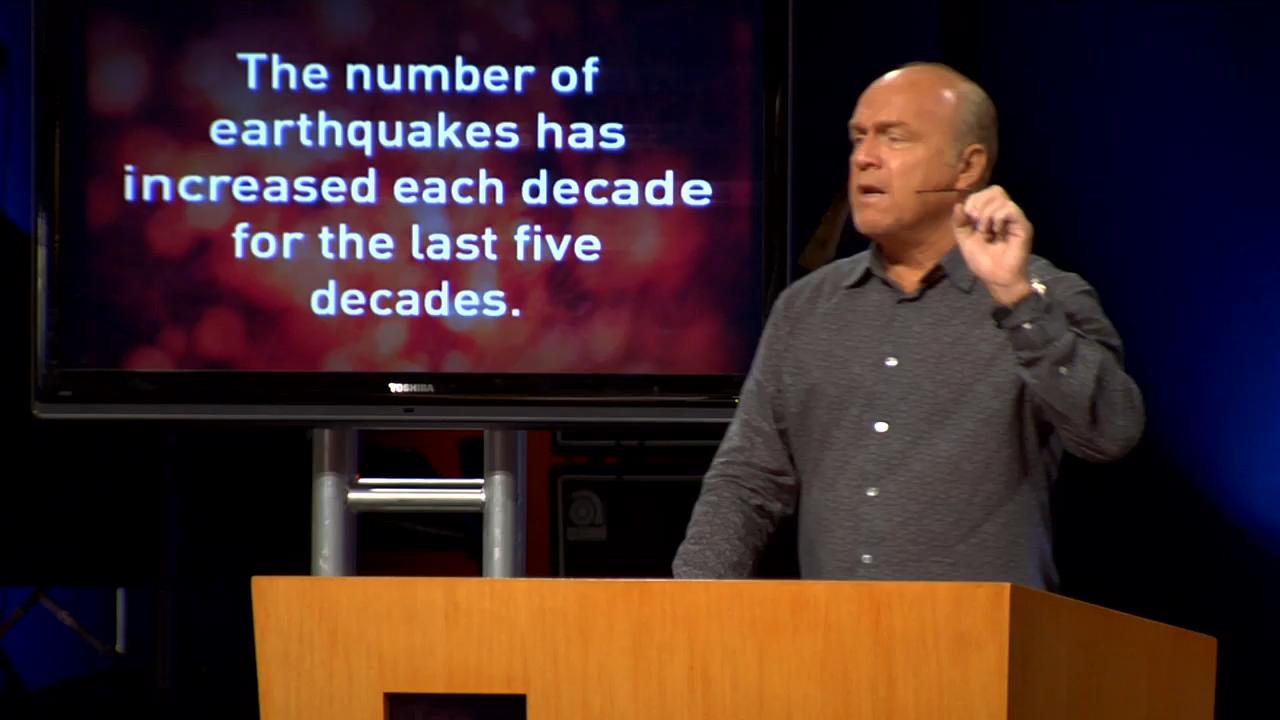 The number of
earthquakes has
increased each decade
for the last five
decades.
TOSHIBA